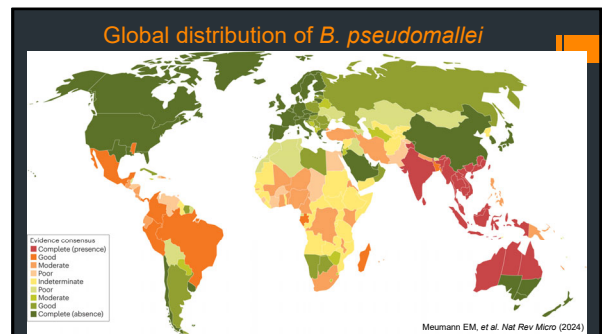 Global distribution of B. pseudomallei
Evidence consensus
Complete (presence)
Good
Moderate
Poor
Indeterminate
Poor
Moderate
Good
Complete (absence)
Meumann EM, et al. Nat Rev Micro (2024)